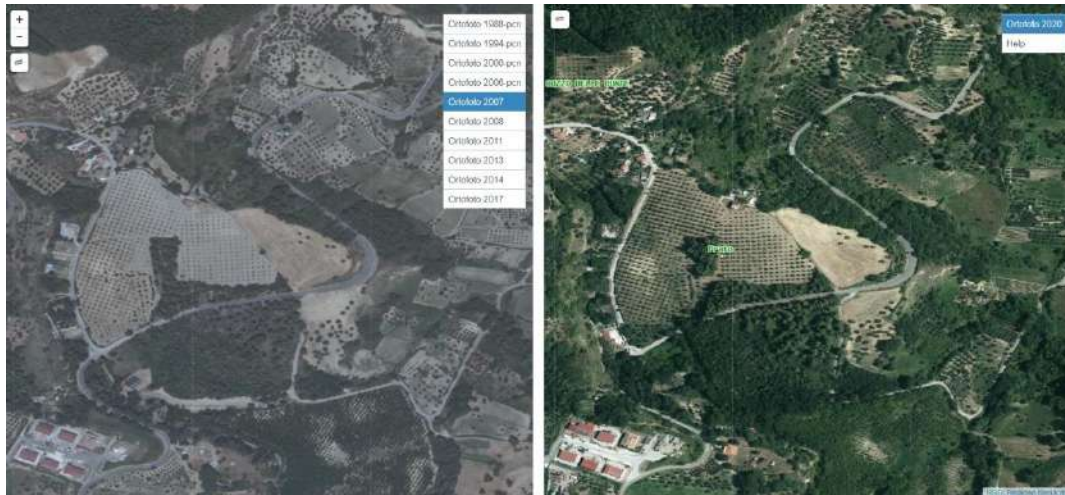 +
−
Ortofoto 1988-pcn
Ortofoto 1994-pcn
Ortofoto 2000-pcn
Ortofoto 2006-pcn
Ortofoto 2007
Ortofoto 2008
Ortofoto 2011
Ortofoto 2013
Ortofoto 2014
Ortofoto 2017
Ortofoto 2020
Help
Prato